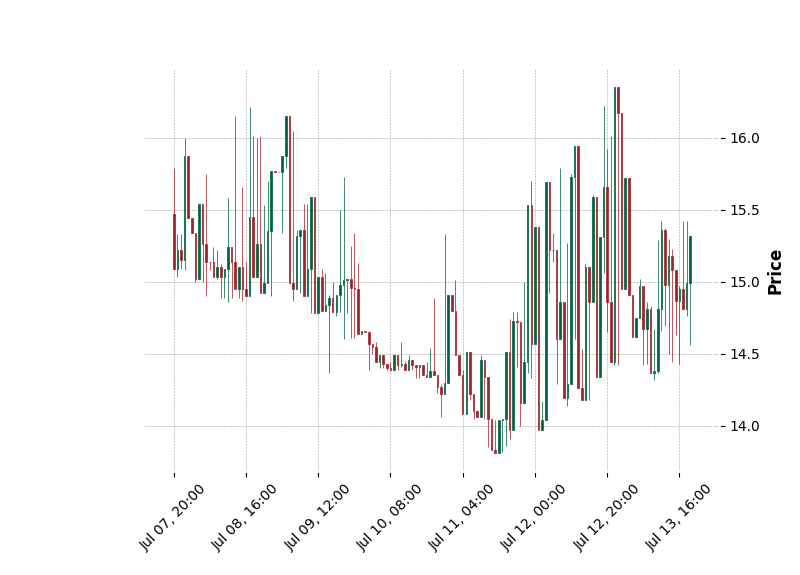 16.0
15.5
15.0
14.5
14.0
Price
Jul 07, 20:00
Jul 08, 16:00
Jul 09, 12:00
Jul 10, 08:00
Jul 11, 04:00
Jul 12, 00:00
Jul 12, 20:00
Jul 13, 16:00